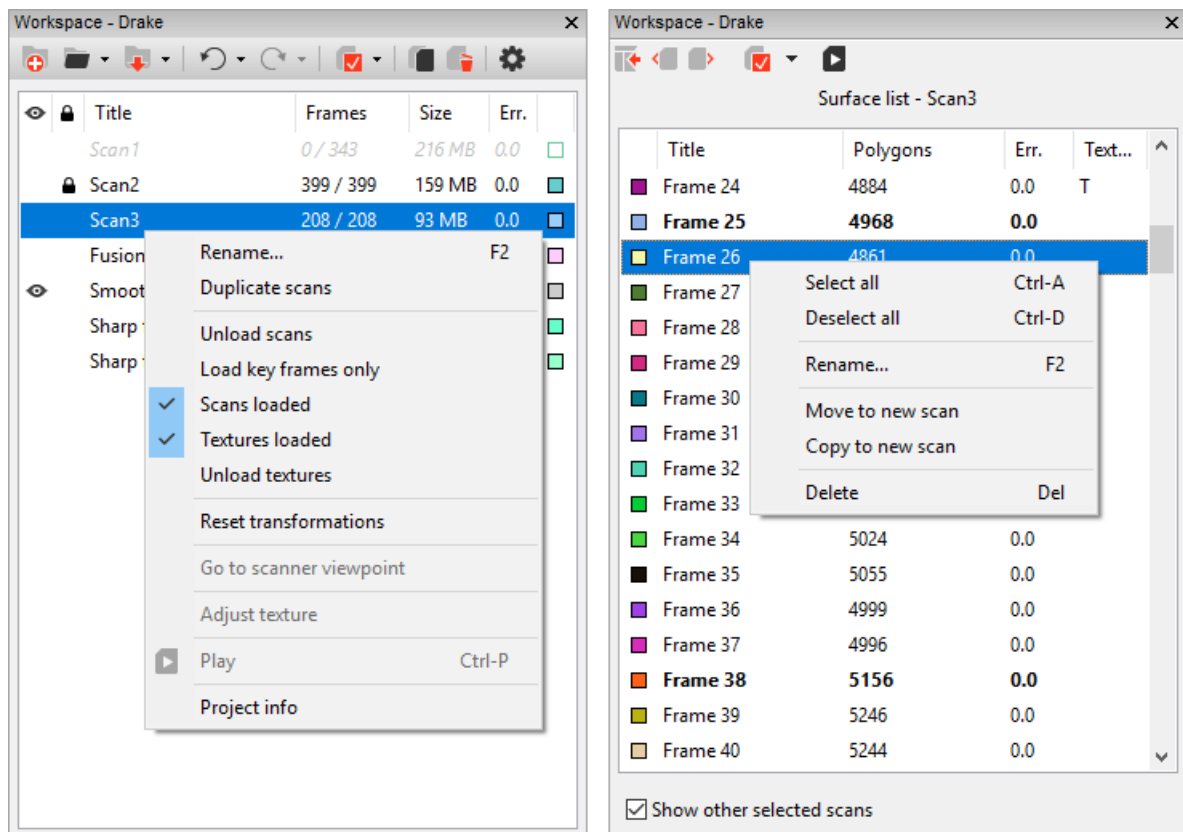 Workspace - Drake
Title Frames Size Err.
Scan1 0 / 343 216 MB 0.0
Scan2 399 / 399 159 MB 0.0
Scan3 208 / 208 93 MB 0.0
Fusion
Smoot
Sharp
Sharp
Rename... F2
Duplicate scans
Unload scans
Load key frames only
Scans loaded
Textures loaded
Unload textures
Reset transformations
Go to scanner viewpoint
Adjust texture
Play Ctrl-P
Project info
Workspace - Drake
Surface list - Scan3
Title Polygons Err. Text...
Frame 24 4884 0.0 T
Frame 25 4968 0.0
Frame 26 4861 0.0
Frame 27
Frame 28
Frame 29
Frame 30
Frame 31
Frame 32
Frame 33
Frame 34 5024 0.0
Frame 35 5055 0.0
Frame 36 4999 0.0
Frame 37 4996 0.0
Frame 38 5156 0.0
Frame 39 5246 0.0
Frame 40 5244 0.0
Select all Ctrl-A
Deselect all Ctrl-D
Rename... F2
Move to new scan
Copy to new scan
Delete Del
Show other selected scans